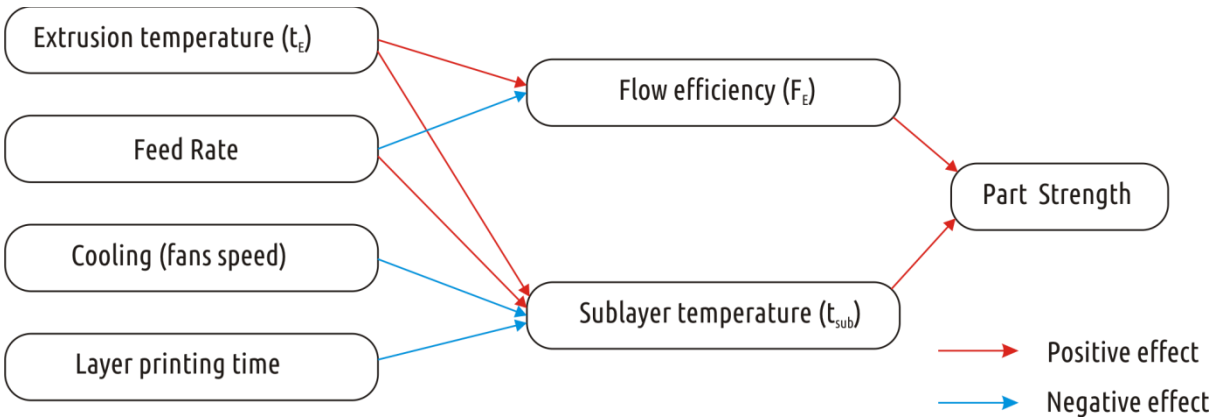 Extrusion temperature (tE)
Feed Rate
Cooling (fans speed)
Layer printing time
Flow efficiency (FE)
Sublayer temperature (tsub)
Part Strength
Positive effect
Negative effect